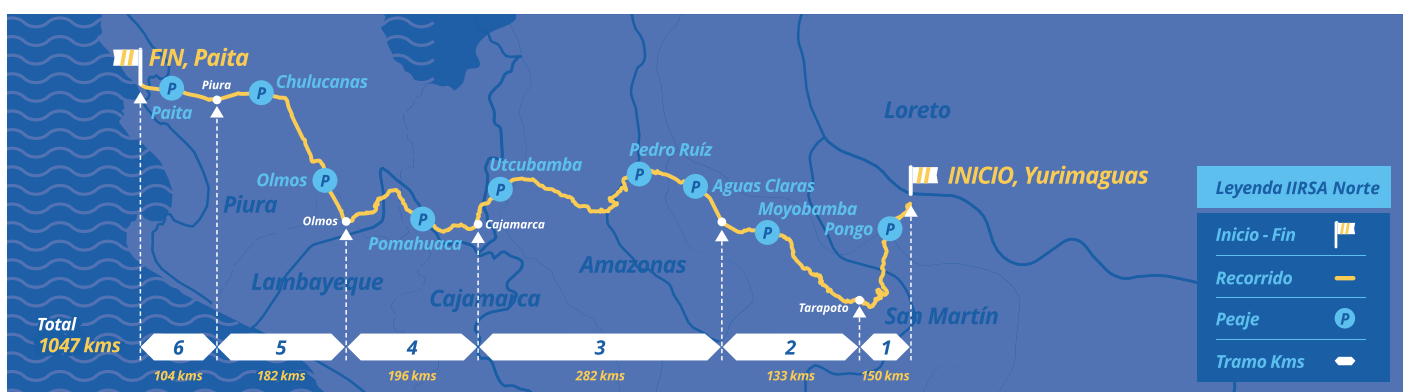 FIN, Paita
Paita
Piura
Chulucanas
Olmos
Piura
Olmos
Lambayeque
Pomahuaca
Cajamarca
Utcubamba
Cajamarca
Pedro Ruíz
Amazonas
Aguas Claras
Moyobamba
Pongo
Tarapoto
San Martín
Loreto
INICIO, Yurimaguas
Leyenda IIRSA Norte
Inicio - Fin
Recorrido
Peaje
P
Tramo Kms
P
P
P
P
P
P
P
P
P
Total
1047 kms
6
5
4
3
2
1
104 kms
182 kms
196 kms
282 kms
133 kms
150 kms